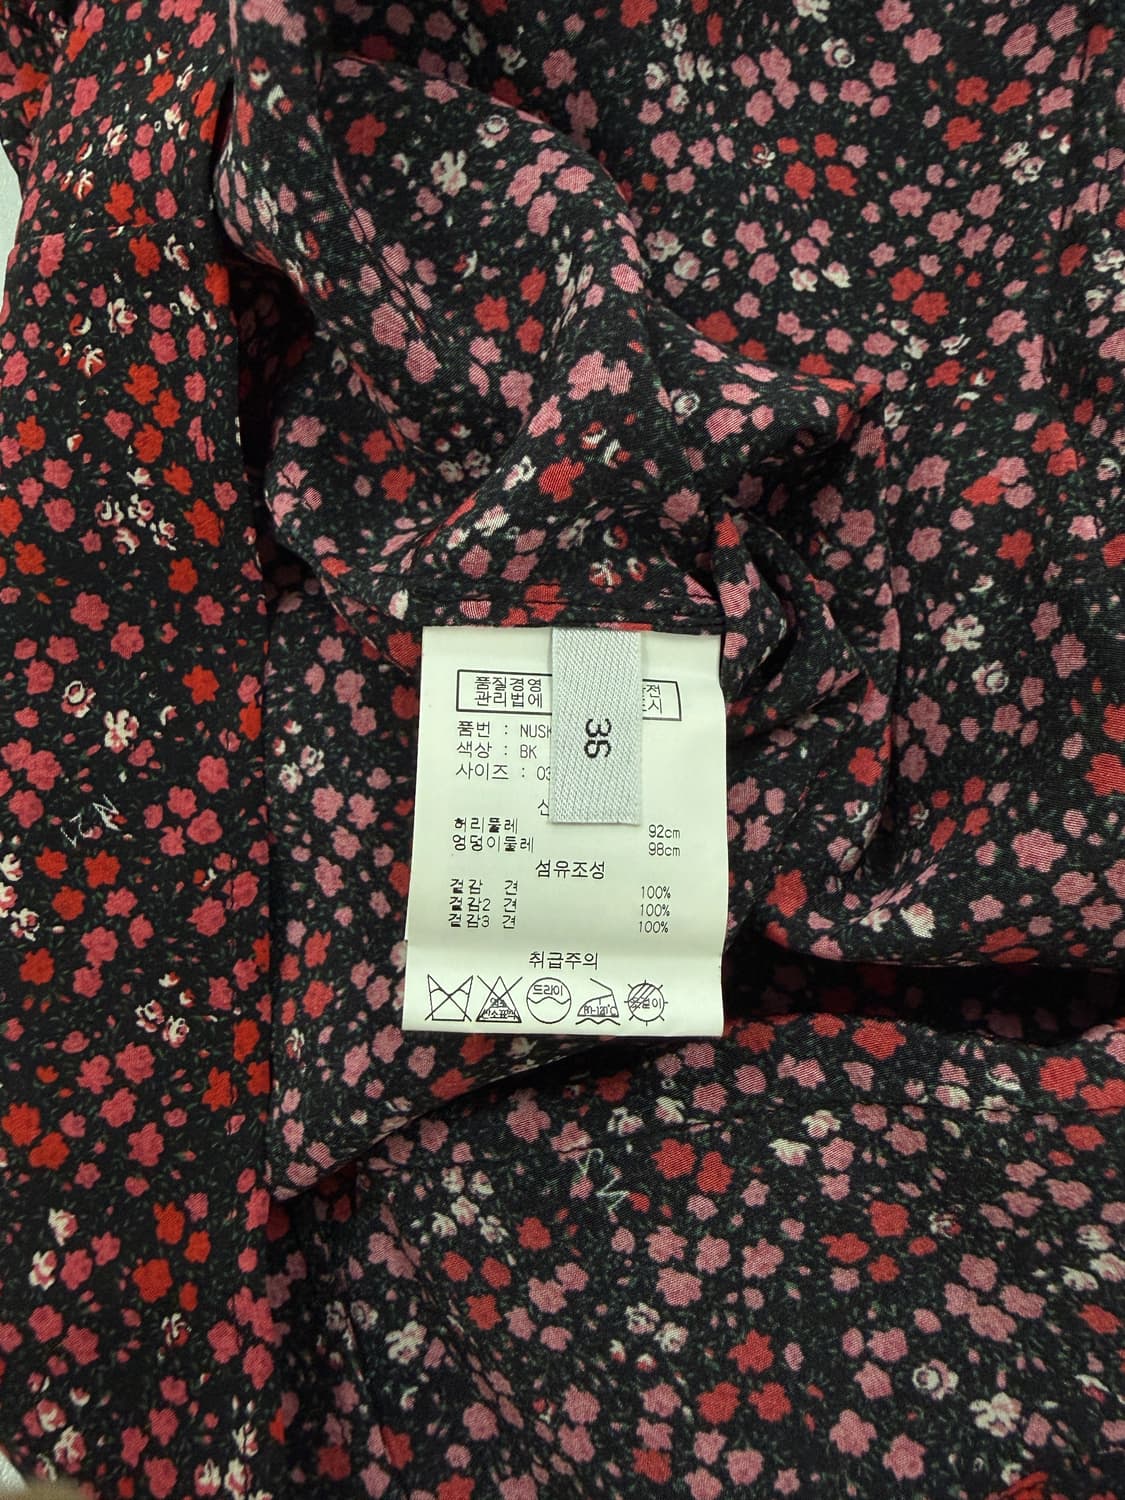 품질경영
관리법에
전
시
품번 : NUSK
색상 : BK
사이즈 : 03
36
허리둘레 92cm
엉덩이둘레 98cm
섬유조성
겉감 견 100%
겉감2 견 100%
겉감3 견 100%
취급주의
드라이
N21